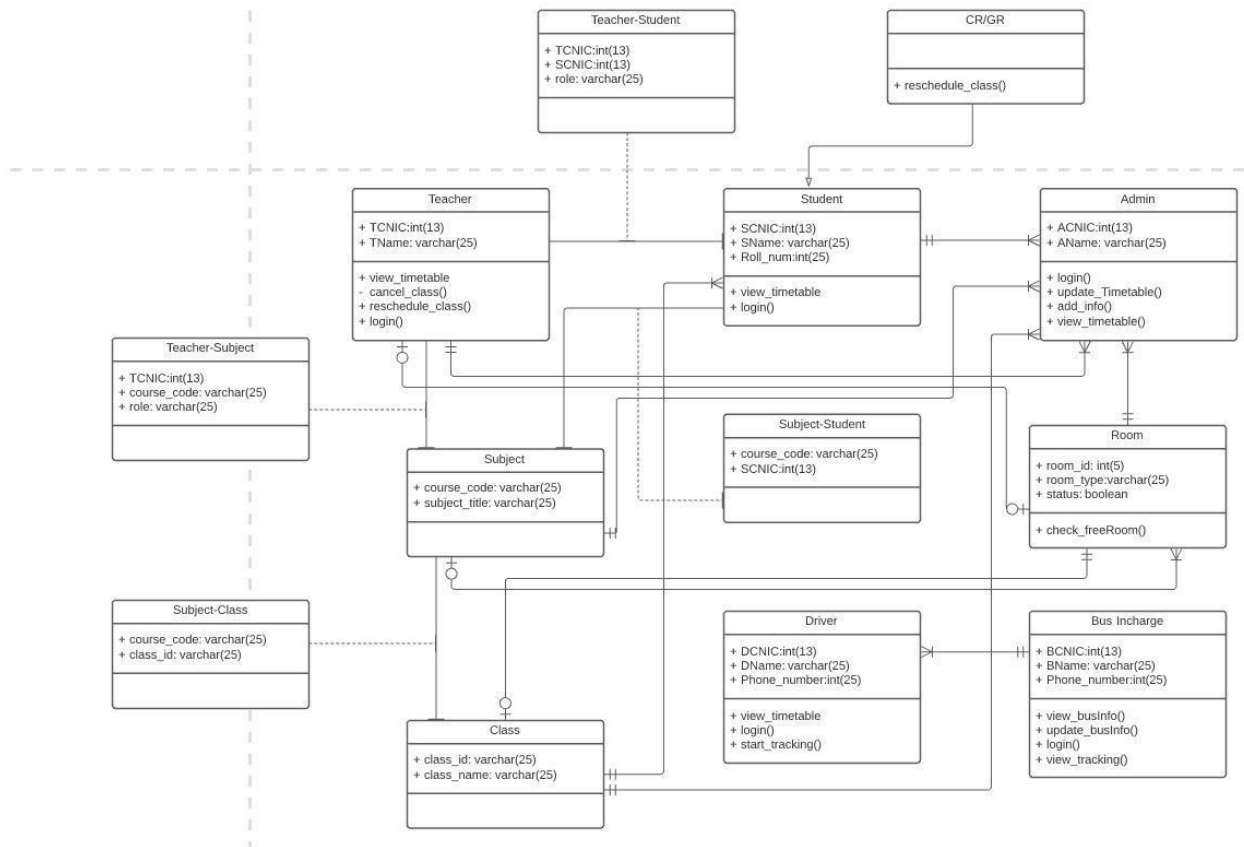 Teacher-Student
+ TCNIC:int(13)
+ SCNIC:int(13)
+ role: varchar(25)
CR/GR
+ reschedule_class()
Teacher
+ TCNIC:int(13)
+ TName: varchar(25)
+ view_timetable
- cancel_class()
+ reschedule_class()
+ login()
Student
+ SCNIC:int(13)
+ SName: varchar(25)
+ Roll_num:int(25)
+ view_timetable
+ login()
Admin
+ ACNIC:int(13)
+ AName: varchar(25)
+ login()
+ update_Timetable()
+ add_info()
+ view_timetable()
Teacher-Subject
+ TCNIC:int(13)
+ course_code: varchar(25)
+ role: varchar(25)
Subject
+ course_code: varchar(25)
+ subject_title: varchar(25)
Subject-Student
+ course_code: varchar(25)
+ SCNIC:int(13)
Room
+ room_id: int(5)
+ room_type:varchar(25)
+ status: boolean
+ check_freeRoom()
Subject-Class
+ course_code: varchar(25)
+ class_id: varchar(25)
Driver
+ DCNIC:int(13)
+ DName: varchar(25)
+ Phone_number:int(25)
+ view_timetable
+ login()
+ start_tracking()
Bus Incharge
+ BCNIC:int(13)
+ BName: varchar(25)
+ Phone_number:int(25)
+ view_busInfo()
+ update_busInfo()
+ login()
+ view_tracking()
Class
+ class_id: varchar(25)
+ class_name: varchar(25)